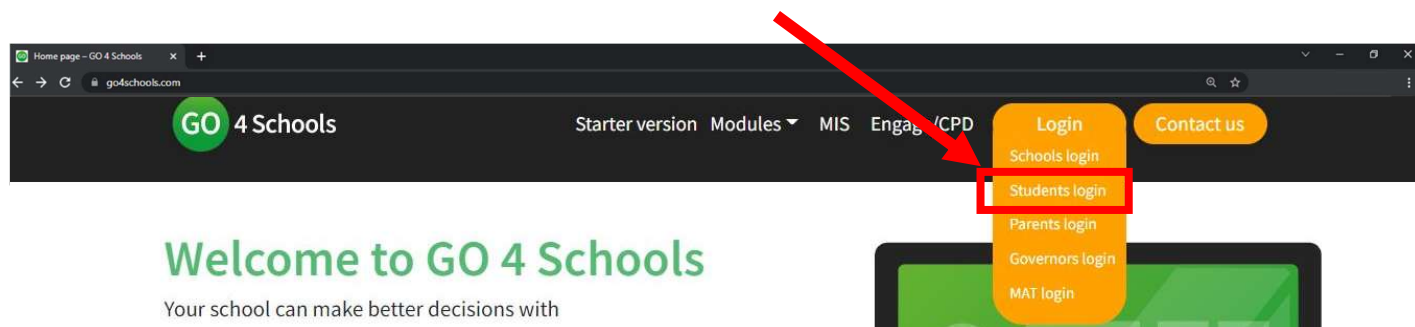 Home page – GO 4 Schools
go4schools.com
GO 4 Schools
Starter version Modules MIS Engage/CPD Login Contact us
Schools login
Students login
Parents login
Governors login
MAT login
Welcome to GO 4 Schools
Your school can make better decisions with